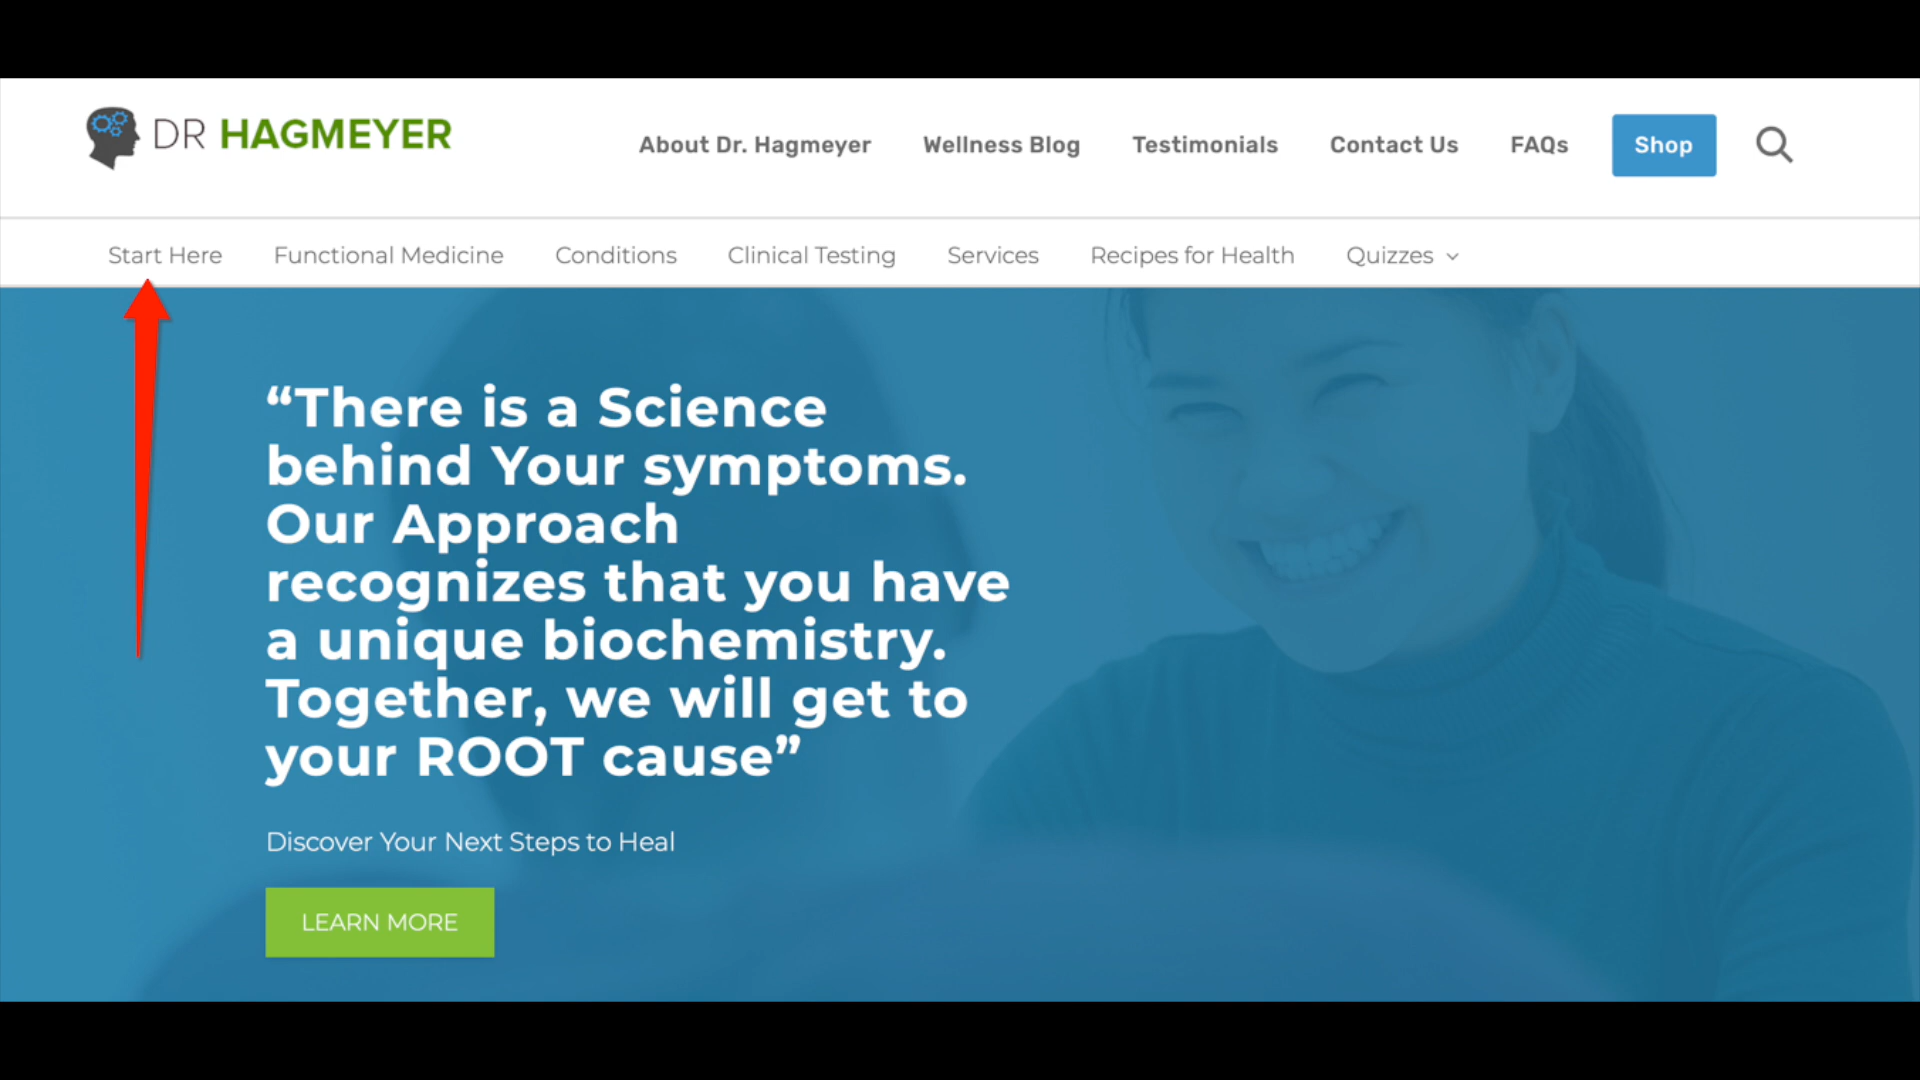 DR HAGMEYER
About Dr. Hagmeyer Wellness Blog Testimonials Contact Us FAQs Shop
Start Here Functional Medicine Conditions Clinical Testing Services Recipes for Health Quizzes
“There is a Science
behind Your symptoms.
Our Approach
recognizes that you have
a unique biochemistry.
Together, we will get to
your ROOT cause”
Discover Your Next Steps to Heal
LEARN MORE